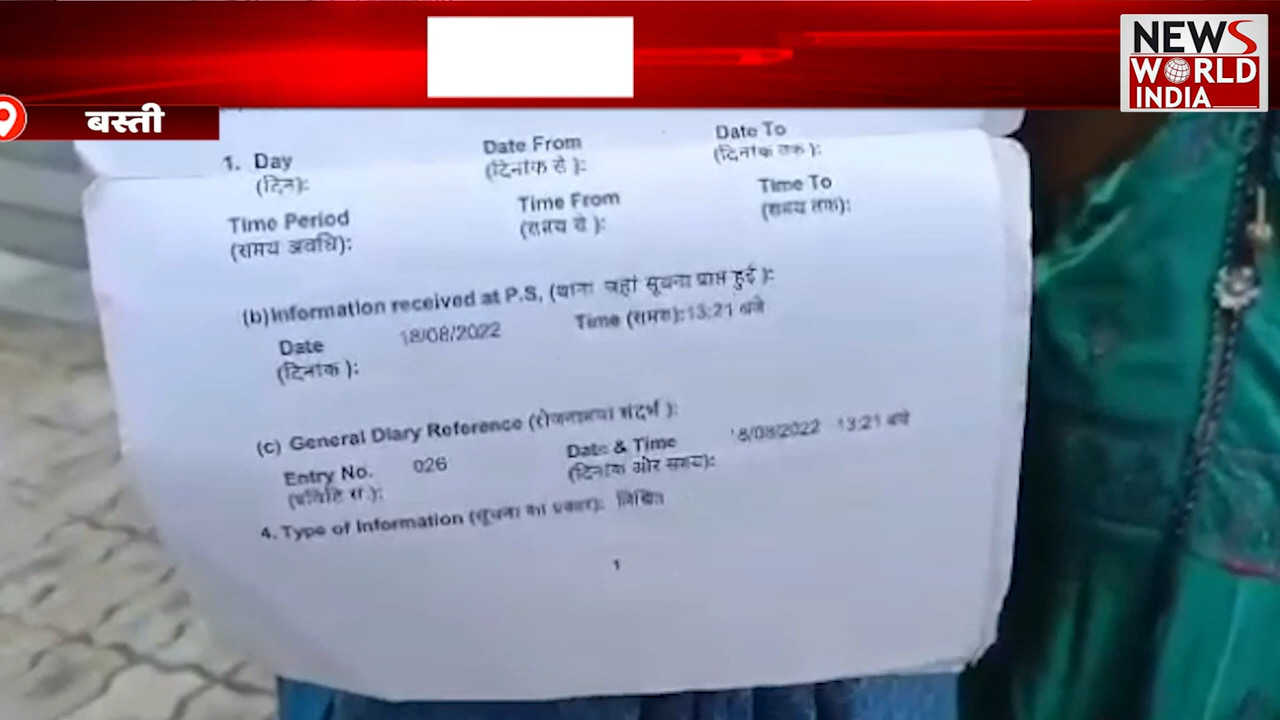 NEWS
WORLD
INDIA
बस्ती
1. Day Date From Date To
(दिन): (दिनांक से ): (दिनांक तक ):
Time Period Time From Time To
(समय अवधि): (समय से ): (समय तक):
(b) Information received at P.S, (थाना जहां सूचना प्राप्त हुई ):
Date 18/08/2022 Time (समय): 13:21 बजे
(दिनांक ):
(c) General Diary Reference (रोजनामचा संदर्भ ):
Entry No. 026 Date & Time 18/08/2022 13:21 बजे
(प्रविष्टि स.): (दिनांक और समय):
4. Type of Information (सूचना का प्रकार): लिखित
1